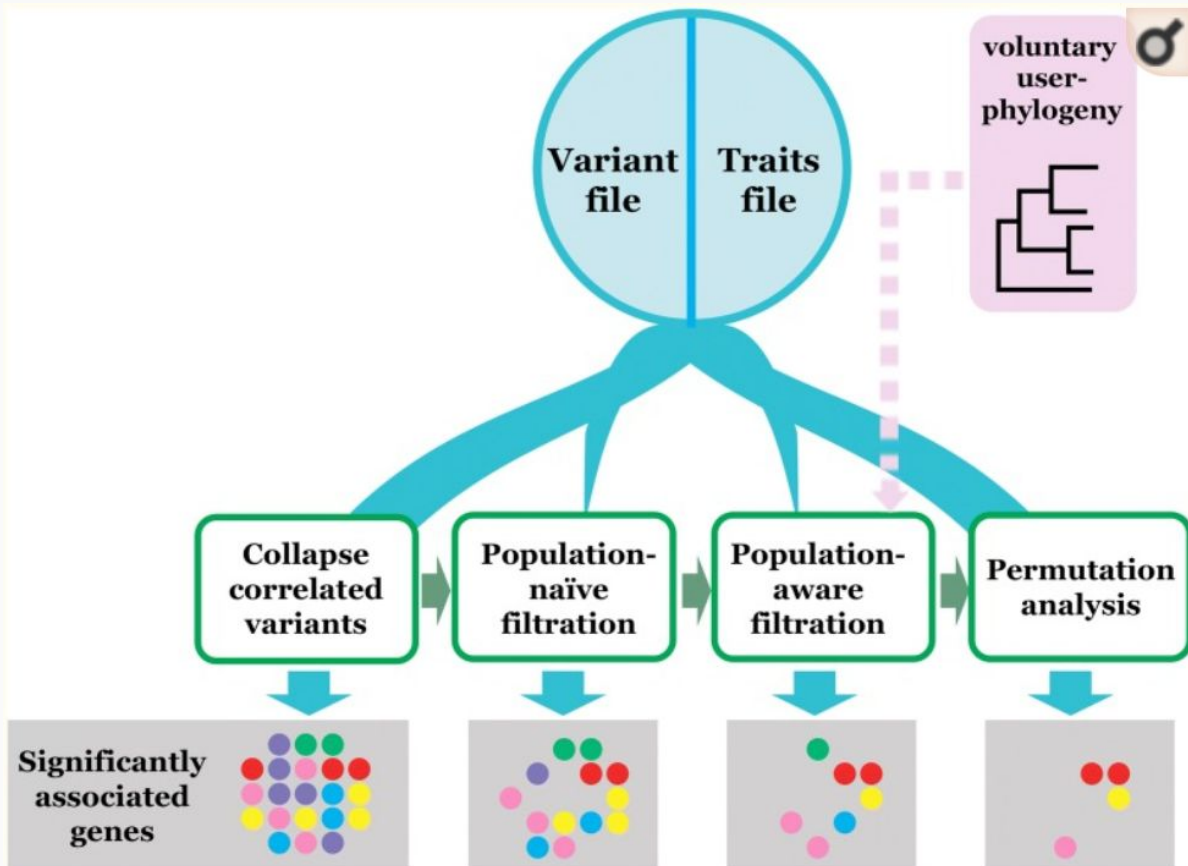 voluntary
user-
phylogeny
Variant
file
Traits
file
Collapse
correlated
variants
Population-
naïve
filtration
Population-
aware
filtration
Permutation
analysis
Significantly
associated
genes